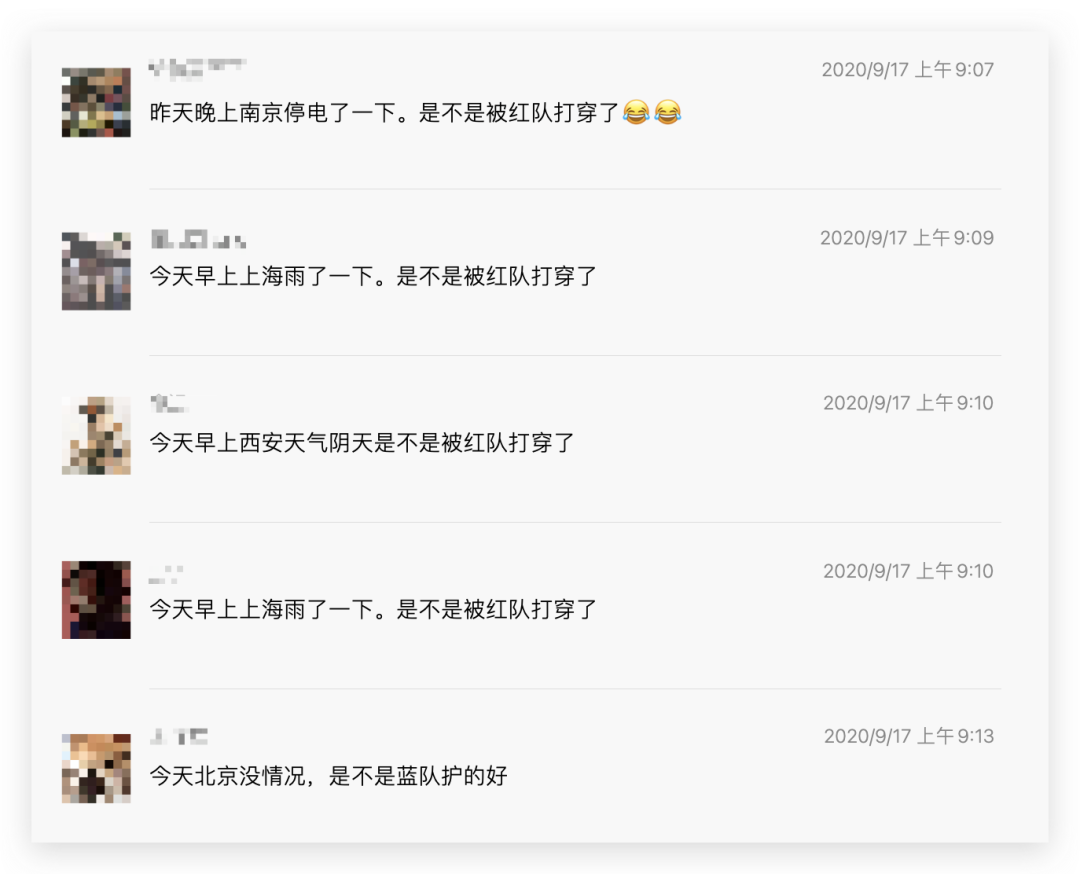 2020/9/17 上午9:07
昨天晚上南京停电了一下。是不是被红队打穿了😂😂
2020/9/17 上午9:09
今天早上上海雨了一下。是不是被红队打穿了
2020/9/17 上午9:10
今天早上西安天气阴天是不是被红队打穿了
2020/9/17 上午9:10
今天早上上海雨了一下。是不是被红队打穿了
2020/9/17 上午9:13
今天北京没情况，是不是蓝队护的好